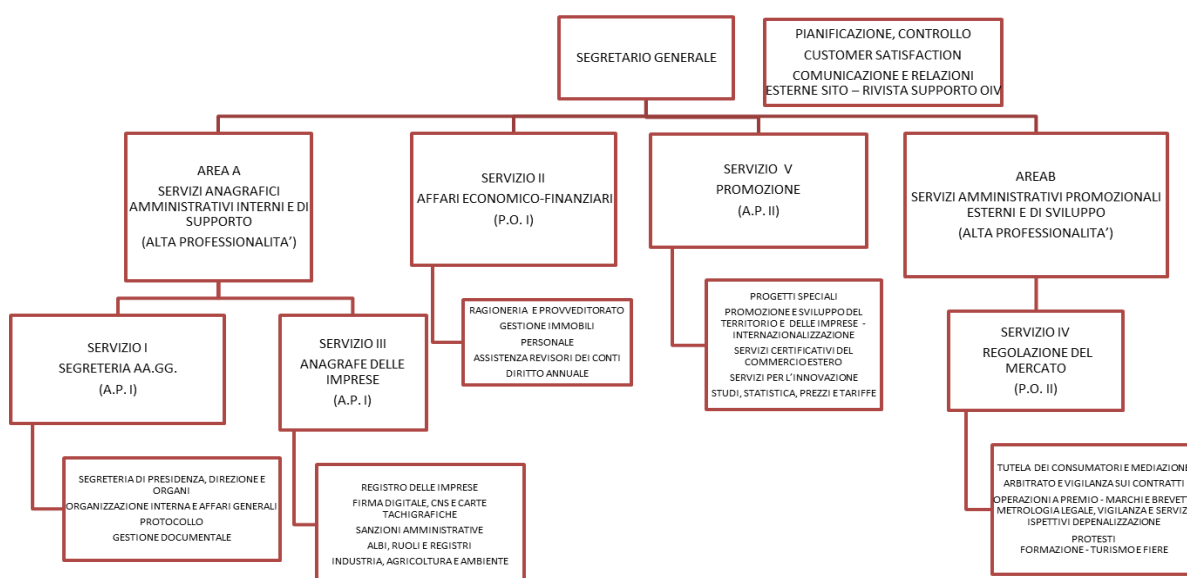 SEGRETARIO GENERALE
PIANIFICAZIONE, CONTROLLO
CUSTOMER SATISFACTION
COMUNICAZIONE E RELAZIONI
ESTERNE SITO – RIVISTA SUPPORTO OIV
AREA A
SERVIZI ANAGRAFICI
AMMINISTRATIVI INTERNI E DI
SUPPORTO
(ALTA PROFESSIONALITA’)
SERVIZIO II
AFFARI ECONOMICO-FINANZIARI
(P.O. I)
SERVIZIO V
PROMOZIONE
(A.P. II)
AREAB
SERVIZI AMMINISTRATIVI PROMOZIONALI
ESTERNI E DI SVILUPPO
(ALTA PROFESSIONALITA’)
SERVIZIO I
SEGRETERIA AA.GG.
(A.P. I)
SERVIZIO III
ANAGRAFE DELLE
IMPRESE
(A.P. I)
RAGIONERIA E PROVVEDITORATO
GESTIONE IMMOBILI
PERSONALE
ASSISTENZA REVISORI DEI CONTI
DIRITTO ANNUALE
PROGETTI SPECIALI
PROMOZIONE E SVILUPPO DEL
TERRITORIO E DELLE IMPRESE -
INTERNAZIONALIZZAZIONE
SERVIZI CERTIFICATIVI DEL
COMMERCIO ESTERO
SERVIZI PER L’INNOVAZIONE
STUDI, STATISTICA, PREZZI E TARIFFE
SERVIZIO IV
REGOLAZIONE DEL
MERCATO
(P.O. II)
SEGRETERIA DI PRESIDENZA, DIREZIONE E
ORGANI
ORGANIZZAZIONE INTERNA E AFFARI GENERALI
PROTOCOLLO
GESTIONE DOCUMENTALE
REGISTRO DELLE IMPRESE
FIRMA DIGITALE, CNS E CARTE
TACHIGRAFICHE
SANZIONI AMMINISTRATIVE
ALBI, RUOLI E REGISTRI
INDUSTRIA, AGRICOLTURA E AMBIENTE
TUTELA DEI CONSUMATORI E MEDIAZIONE
ARBITRATO E VIGILANZA SUI CONTRATTI
OPERAZIONI A PREMIO - MARCHI E BREVETTI
METROLOGIA LEGALE, VIGILANZA E SERVIZI
ISPETTIVI DEPENALIZZAZIONE
PROTESTI
FORMAZIONE - TURISMO E FIERE